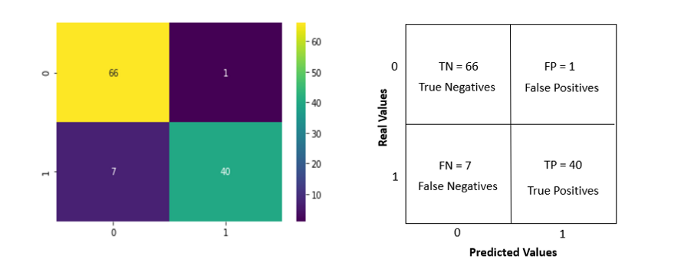 0
66
1
1
7
40
0
1
60
50
40
30
20
10
Real Values
0
TN = 66
True Negatives
FP = 1
False Positives
1
FN = 7
False Negatives
TP = 40
True Positives
0
1
Predicted Values